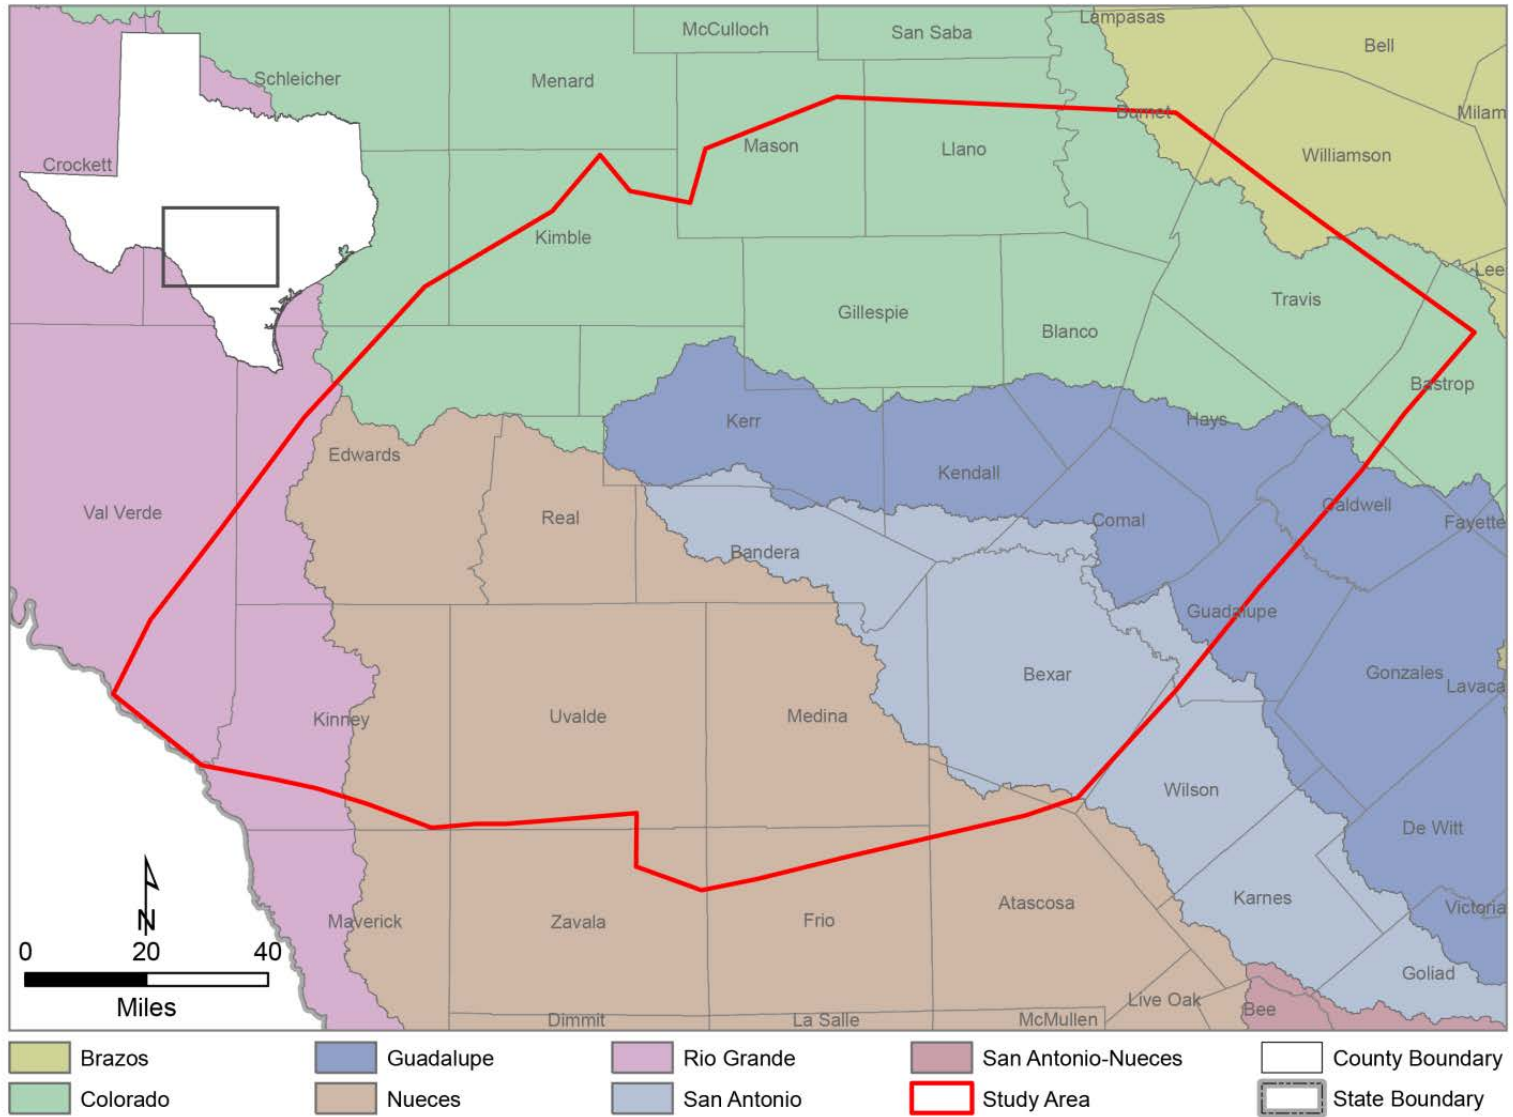 Lampasas
McCulloch
San Saba
Bell
Schleicher
Menard
Burnet
Milam
Crockett
Mason
Llano
Williamson
Kimble
Lee
Gillespie
Blanco
Travis
Bastrop
Kerr
Hays
Edwards
Kendall
Val Verde
Real
Comal
Caldwell
Fayette
Bandera
Guadalupe
Bexar
Gonzales
Lavaca
Kinney
Uvalde
Medina
Wilson
De Witt
N
Maverick
Zavala
Frio
Atascosa
Karnes
Victoria
0 20 40
Miles
Goliad
Live Oak
Bee
Dimmit
La Salle
McMullen
Brazos
Guadalupe
Rio Grande
San Antonio-Nueces
County Boundary
Colorado
Nueces
San Antonio
Study Area
State Boundary